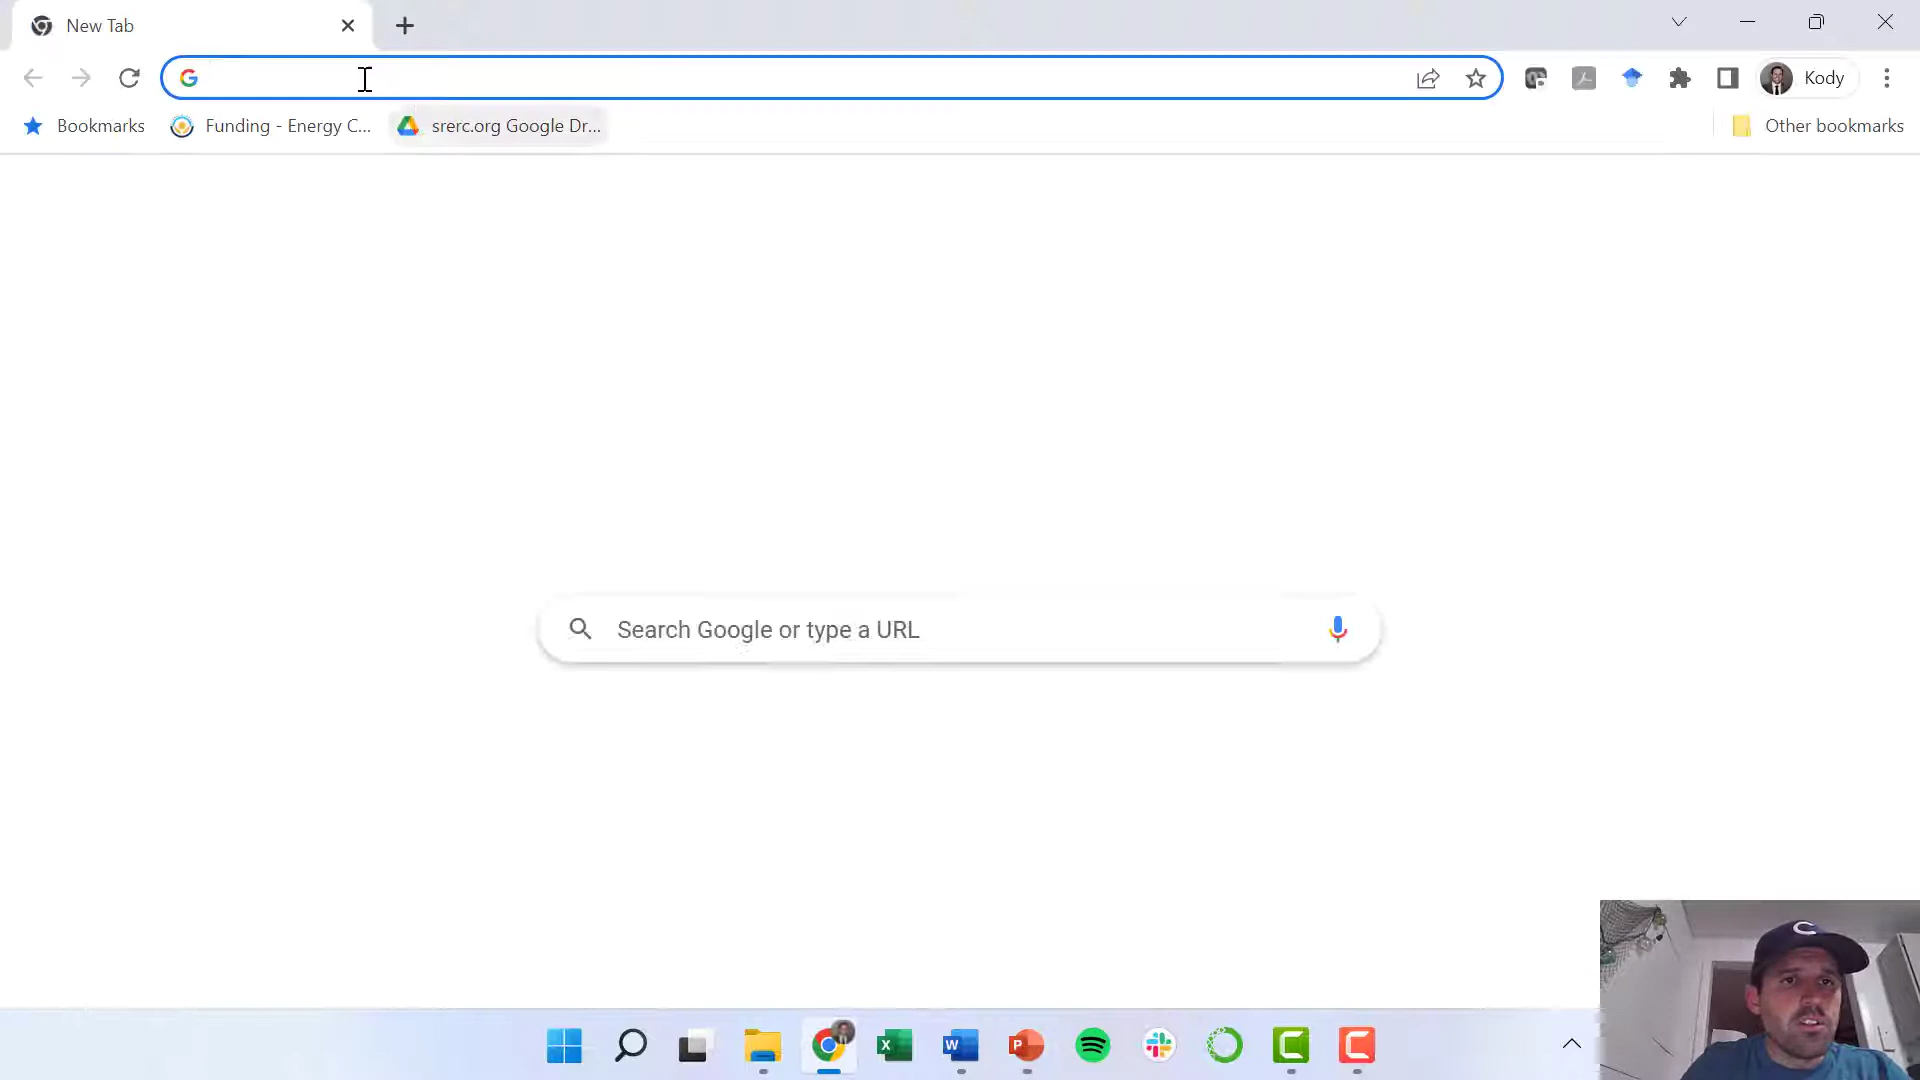 New Tab
Kody
Bookmarks
Funding - Energy C...
srerc.org Google Dr...
Other bookmarks
Search Google or type a URL